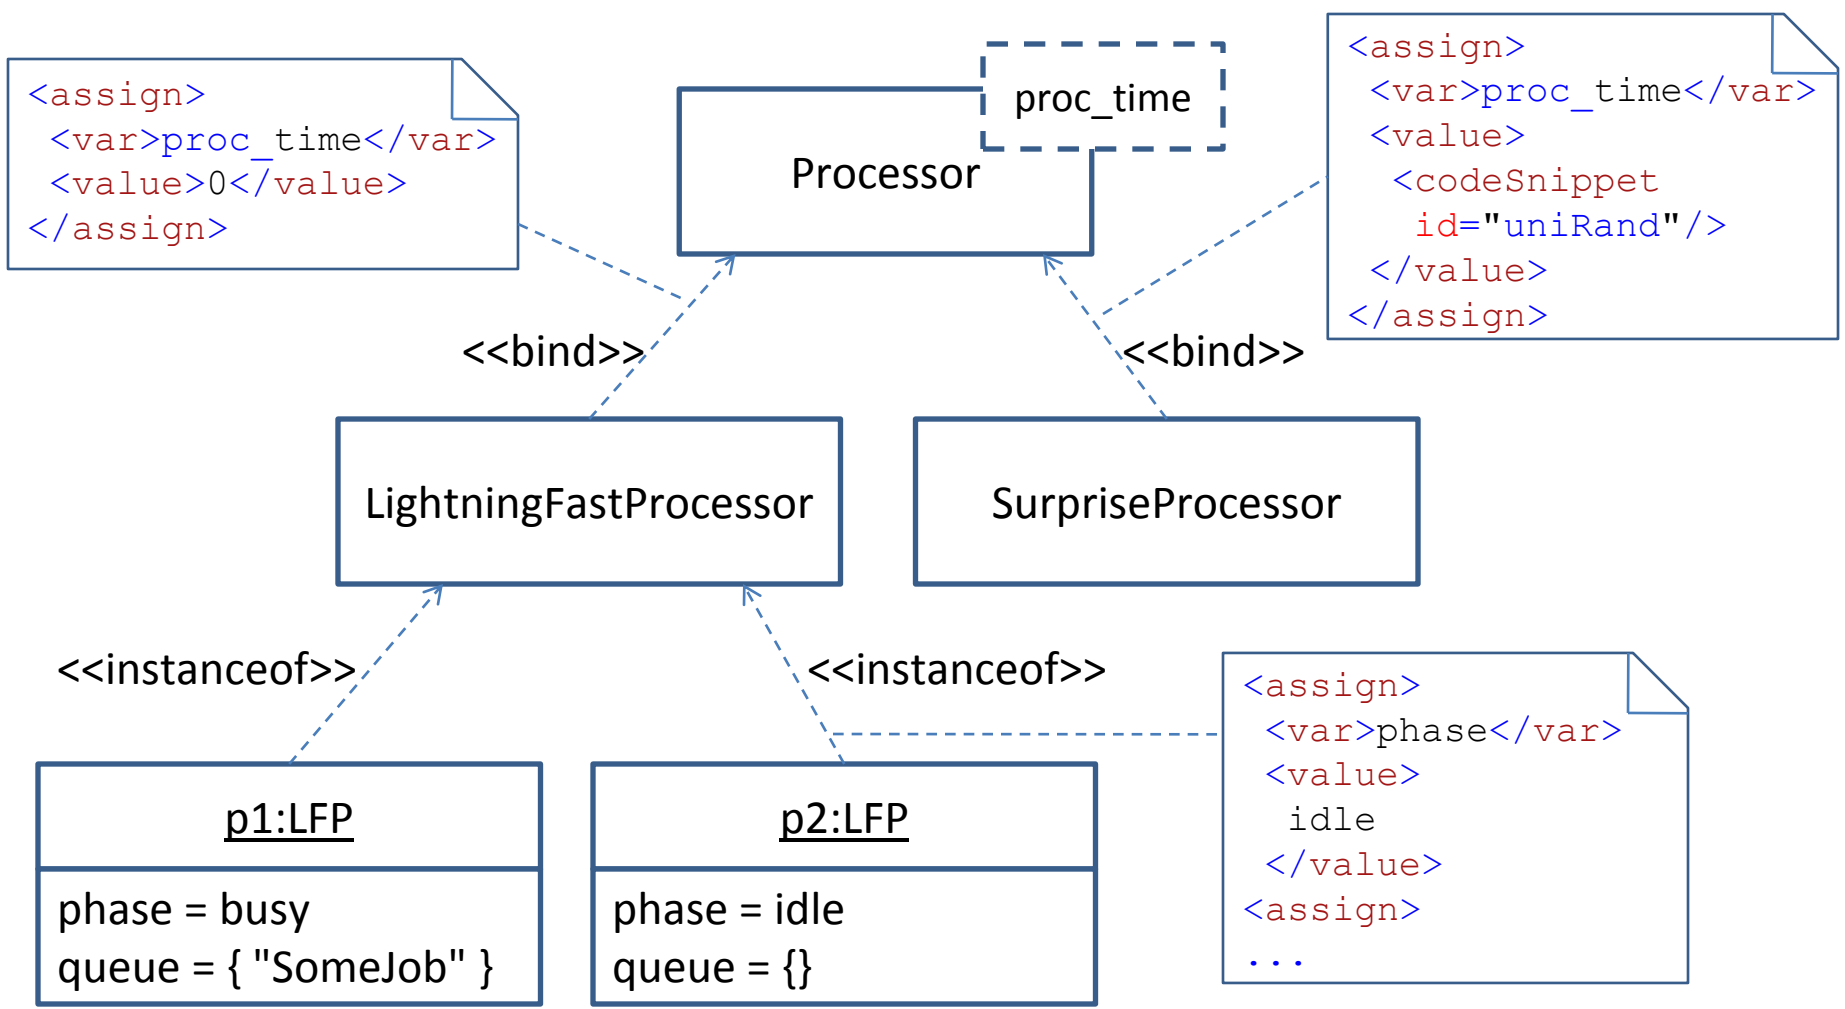 <assign>
<var>proc_time</var>
<value>0</value>
</assign>
proc_time
Processor
<assign>
<var>proc_time</var>
<value>
<codeSnippet
id="uniRand"/>
</value>
</assign>
<<bind>>
<<bind>>
LightningFastProcessor
SurpriseProcessor
<<instanceof>>
<<instanceof>>
p1:LFP
phase = busy
queue = { "SomeJob" }
p2:LFP
phase = idle
queue = {}
<assign>
<var>phase</var>
<value>
idle
</value>
<assign>
...